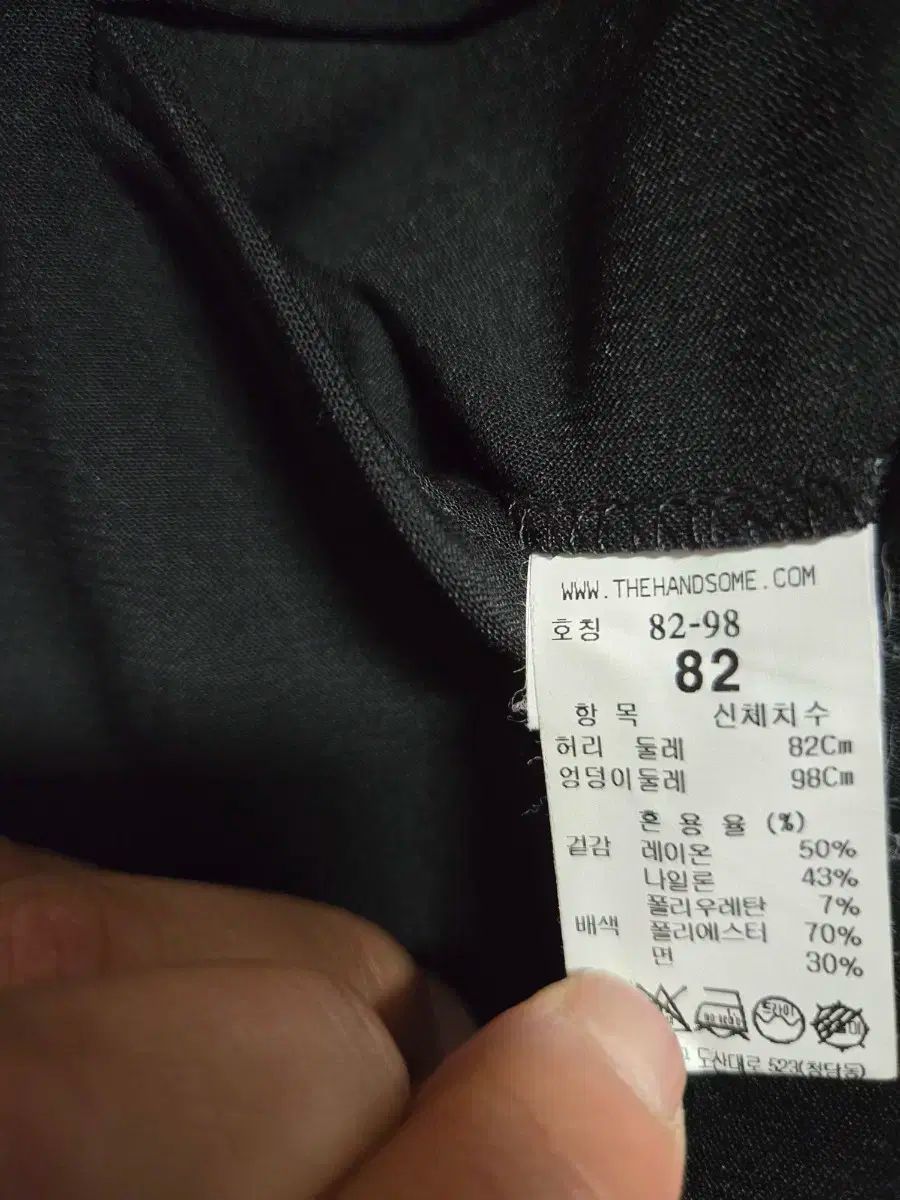 WWW.THEHANDSOME.COM
호칭 82-98
82
항 목 신체치수
허리 둘레 82Cm
엉덩이둘레 98Cm
혼 용 율 (%)
겉감 레이온 50%
나일론 43%
폴리우레탄 7%
배색 폴리에스터 70%
면 30%
드라이
도산대로 523(청담동)